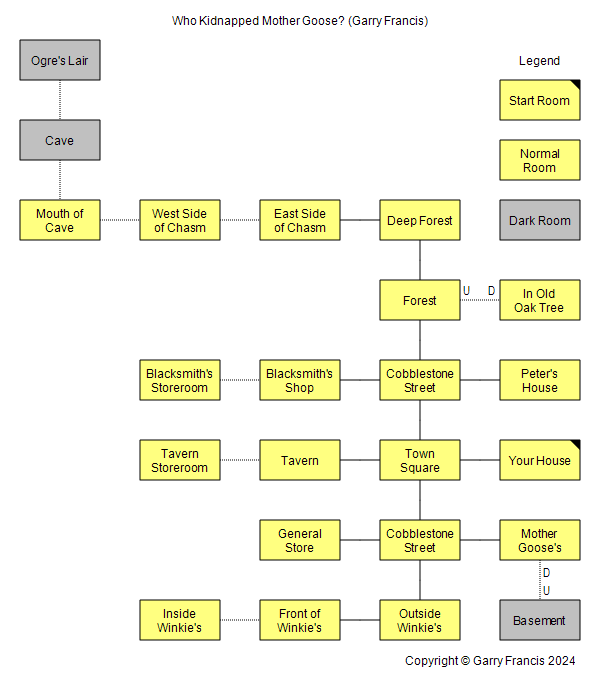 Who Kidnapped Mother Goose? (Garry Francis)
Ogre's Lair
Legend
Start Room
Cave
Normal
Room
Mouth of
Cave
West Side
of Chasm
East Side
of Chasm
Deep Forest
Dark Room
Forest
U
D
In Old
Oak Tree
Blacksmith's
Storeroom
Blacksmith's
Shop
Cobblestone
Street
Peter's
House
Tavern
Storeroom
Tavern
Town
Square
Your House
General
Store
Cobblestone
Street
Mother
Goose's
D
U
Inside
Winkie's
Front of
Winkie's
Outside
Winkie's
Basement
Copyright © Garry Francis 2024